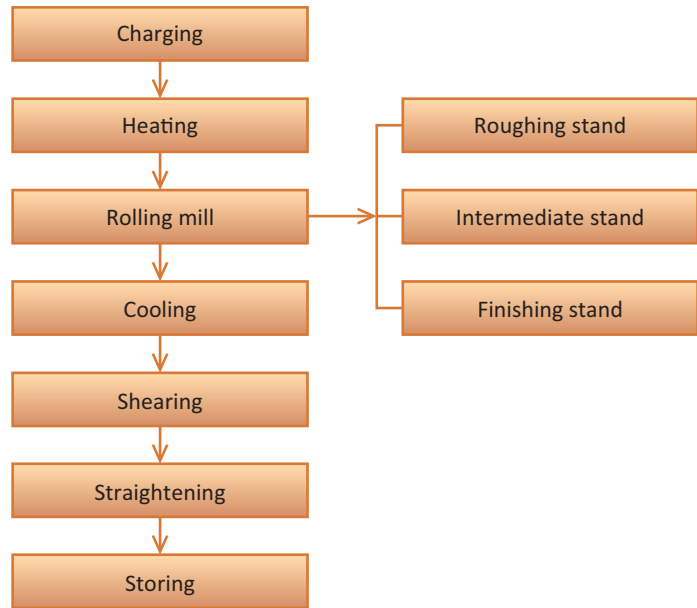 Charging
Heating
Roughing stand
Rolling mill
Intermediate stand
Cooling
Finishing stand
Shearing
Straightening
Storing